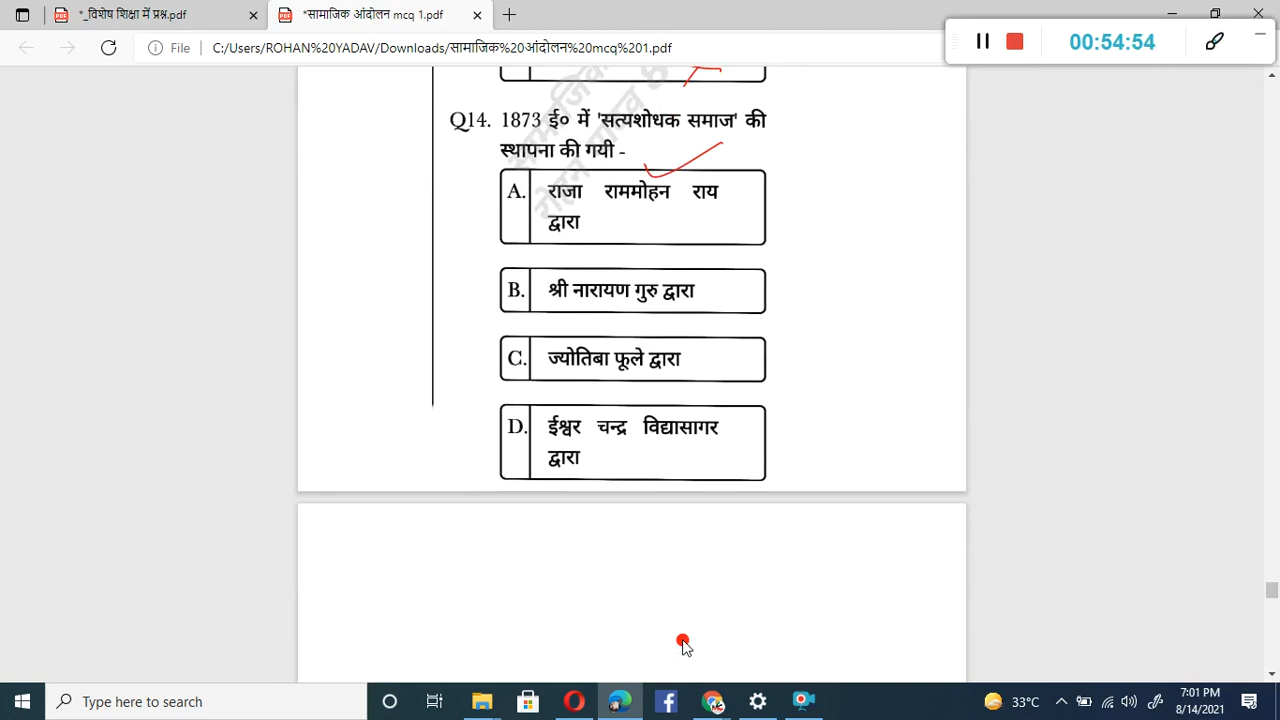 *_विशेष शिक्षा में प्रश्न.pdf
*सामाजिक आंदोलन mcq 1.pdf
File
C:/Users/ROHAN%20YADAV/Downloads/सामाजिक%20आंदोलन%20mcq%201.pdf
00:54:54
Q14. 1873 ई० में 'सत्यशोधक समाज' की
स्थापना की गयी -
A. राजा राममोहन राय
द्वारा
B. श्री नारायण गुरु द्वारा
C. ज्योतिबा फूले द्वारा
D. ईश्वर चन्द्र विद्यासागर
द्वारा
Type here to search
33°C
7:01 PM
8/14/2021